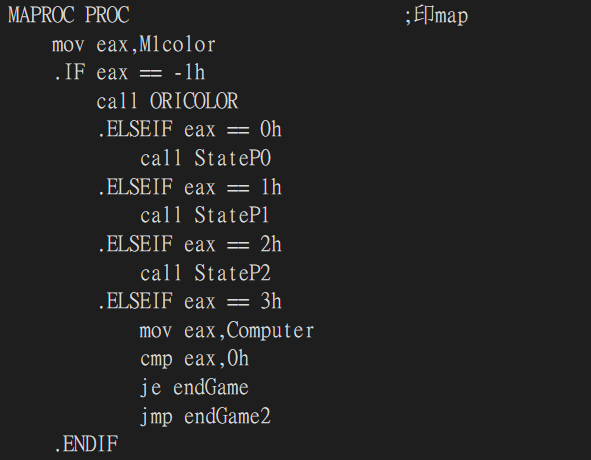 MAPROC PROC                         ;印map
    mov eax,M1color
    .IF eax == -1h
        call ORICOLOR
        .ELSEIF eax == 0h
            call StateP0
        .ELSEIF eax == 1h
            call StateP1
        .ELSEIF eax == 2h
            call StateP2
        .ELSEIF eax == 3h
            mov eax,Computer
            cmp eax,0h
            je endGame
            jmp endGame2
    .ENDIF